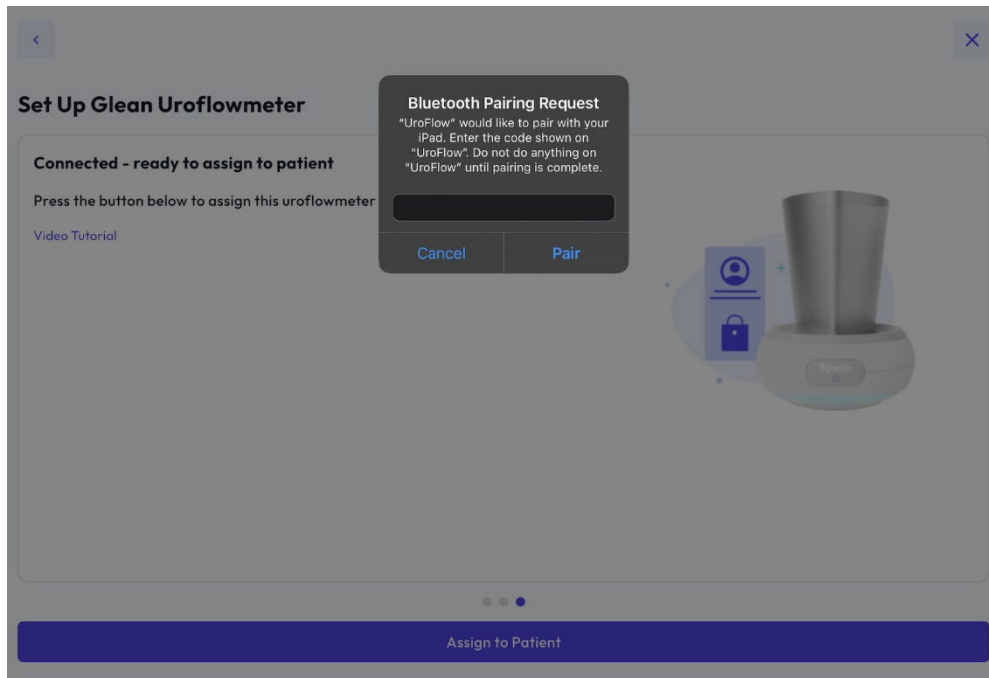 Set Up Glean Uroflowmeter
Bluetooth Pairing Request
"UroFlow" would like to pair with your
iPad. Enter the code shown on
"UroFlow". Do not do anything on
"UroFlow" until pairing is complete.
Cancel
Pair
Connected - ready to assign to patient
Press the button below to assign this uroflowmeter
Video Tutorial
glean
Assign to Patient